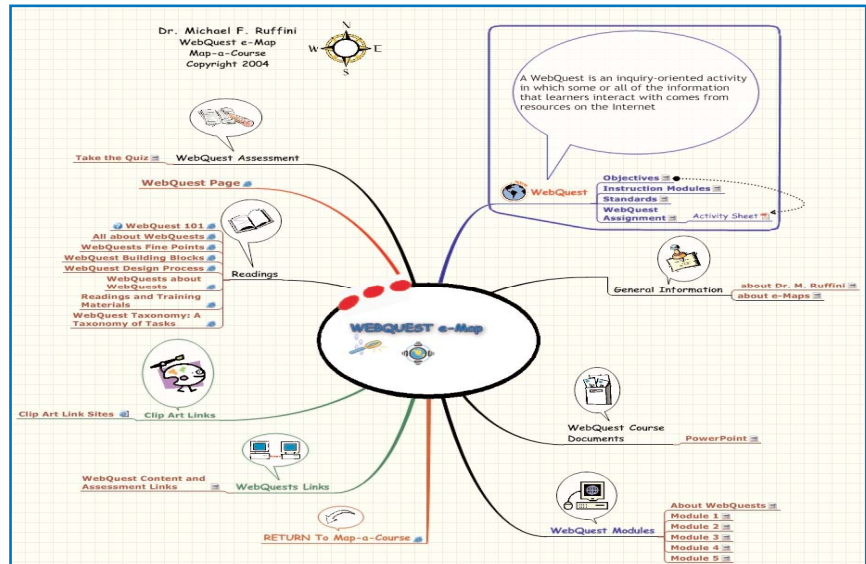 Dr. Michael F. Ruffini
WebQuest e-Map
Map-a-Course
Copyright 2004
N
W
E
S
A WebQuest is an inquiry-oriented activity
in which some or all of the information
that learners interact with comes from
resources on the Internet
WebQuest
Objectives
Instruction Modules
Standards
WebQuest
Assignment
Activity Sheet
General Information
about Dr. M. Ruffini
about e-Maps
WebQuest Course
Documents
PowerPoint
WebQuest Modules
About WebQuests
Module 1
Module 2
Module 3
Module 4
Module 5
WebQuest Assessment
Take the Quiz
WebQuest Page
Readings
WebQuest 101
All about WebQuests
WebQuests Fine Points
WebQuest Building Blocks
WebQuest Design Process
WebQuests about
WebQuests
Readings and Training
Materials
WebQuest Taxonomy: A
Taxonomy of Tasks
WEBQUEST e-Map
Clip Art Links
Clip Art Link Sites
WebQuests Links
WebQuest Content and
Assessment Links
RETURN To Map-a-Course